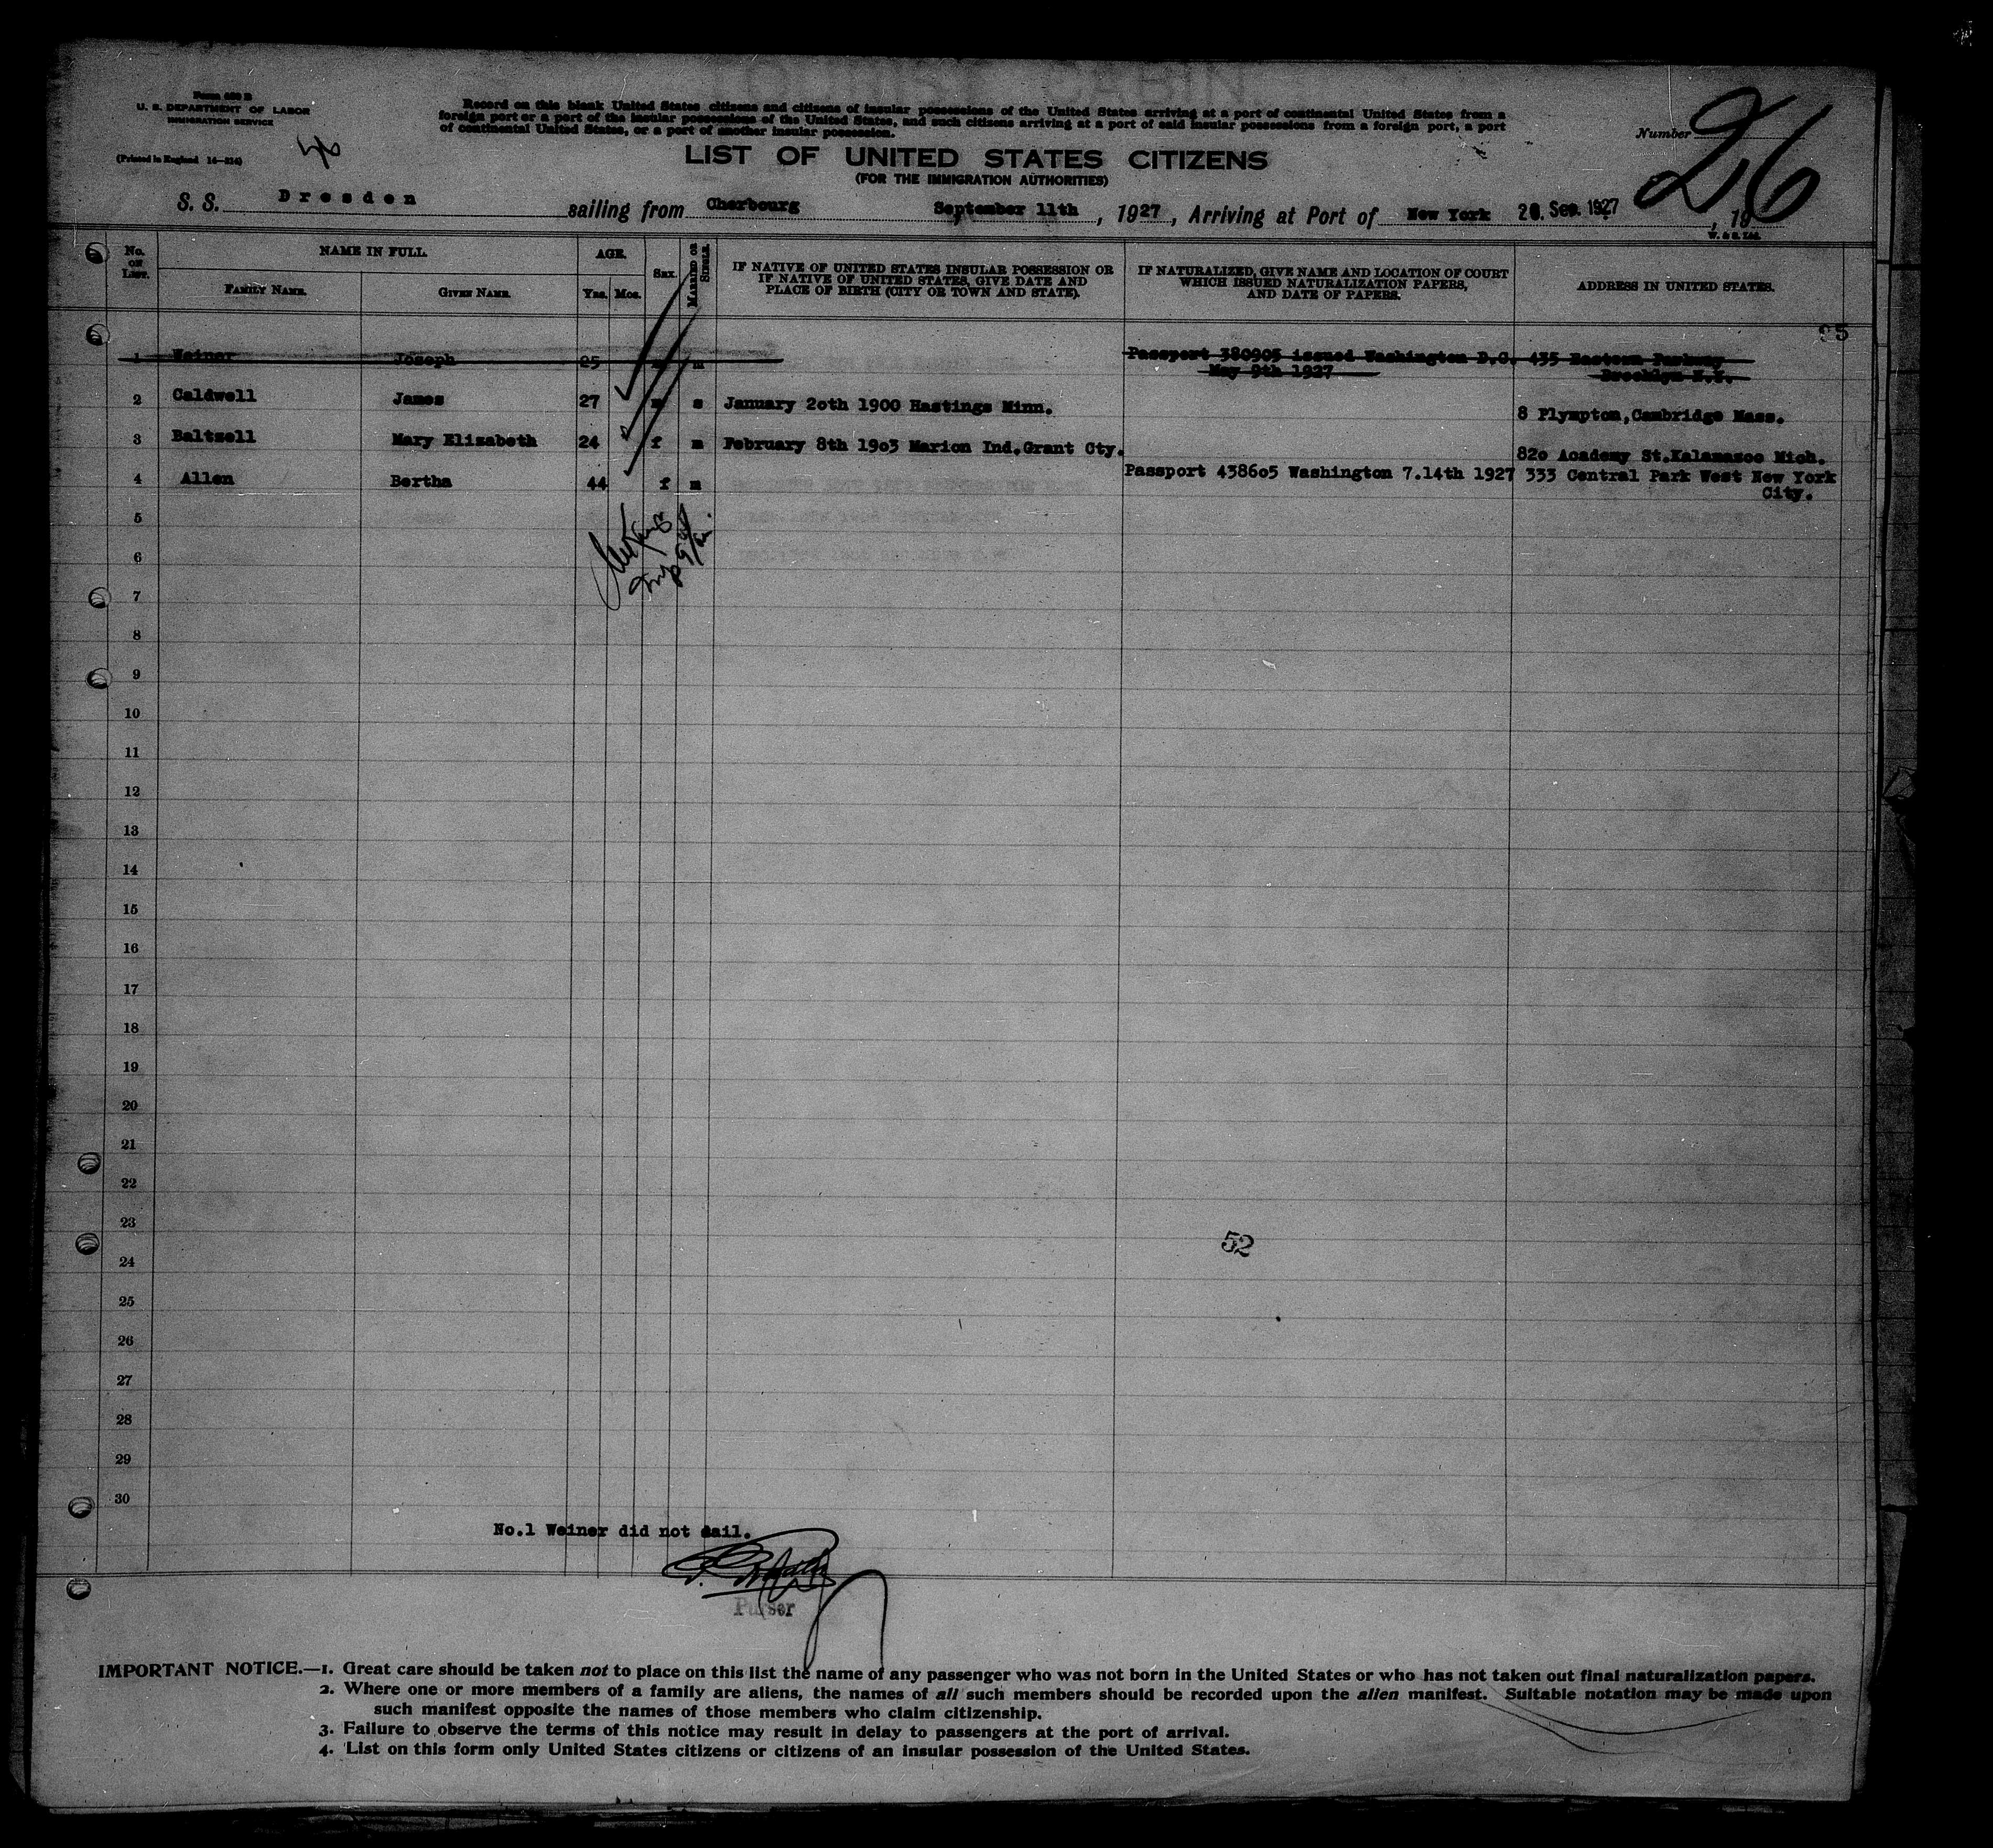 Form 630 B
U. S. DEPARTMENT OF LABOR
IMMIGRATION SERVICE
(Printed in England 14—814)
Record on this blank United States citizens and citizens of insular possessions of the United States arriving at a port of continental United States from a
foreign port or a port of the insular possessions of the United States, and such citizens arriving at a port of said insular possessions from a foreign port, a port
of continental United States, or a port of another insular possession.
Number 26
LIST OF UNITED STATES CITIZENS
(FOR THE IMMIGRATION AUTHORITIES)
S. S. Dresden sailing from Cherbourg September 11th, 1927, Arriving at Port of New York 20. Sep. 1927, 19
W. & S. Ltd.
No. ON LIST. NAME IN FULL. AGE. SEX. MARRIED OR SINGLE. IF NATIVE OF UNITED STATES INSULAR POSSESSION OR IF NATIVE OF UNITED STATES, GIVE DATE AND PLACE OF BIRTH (CITY OR TOWN AND STATE). IF NATURALIZED, GIVE NAME AND LOCATION OF COURT WHICH ISSUED NATURALIZATION PAPERS, AND DATE OF PAPERS. ADDRESS IN UNITED STATES.
FAMILY NAME. GIVEN NAME. YRS. MOS.
95
1 Weiner Joseph 25 m m Passport 380905 issued Washington D.C. 435 Eastern Parkway
May 9th 1927 Brooklyn N.Y.
2 Caldwell James 27 m s January 2oth 1900 Hastings Minn. 8 Plympton,Cambridge Mass.
3 Baltzell Mary Elizabeth 24 f m February 8th 19o3 Marion Ind.Grant Cty. 82o Academy St.Kalamazoo Mich.
4 Allen Bertha 44 f m Passport 4386o5 Washington 7.14th 1927 333 Central Park West New York
City.
5
6
7
8
9
10
11
12
13
14
15
16
17
18
19
20
21
22
23
52
24
25
26
27
28
29
30
No.1 Weiner did not sail.
Purser
IMPORTANT NOTICE.—1. Great care should be taken not to place on this list the name of any passenger who was not born in the United States or who has not taken out final naturalization papers.
2. Where one or more members of a family are aliens, the names of all such members should be recorded upon the alien manifest. Suitable notation may be made upon
such manifest opposite the names of those members who claim citizenship.
3. Failure to observe the terms of this notice may result in delay to passengers at the port of arrival.
4. List on this form only United States citizens or citizens of an insular possession of the United States.